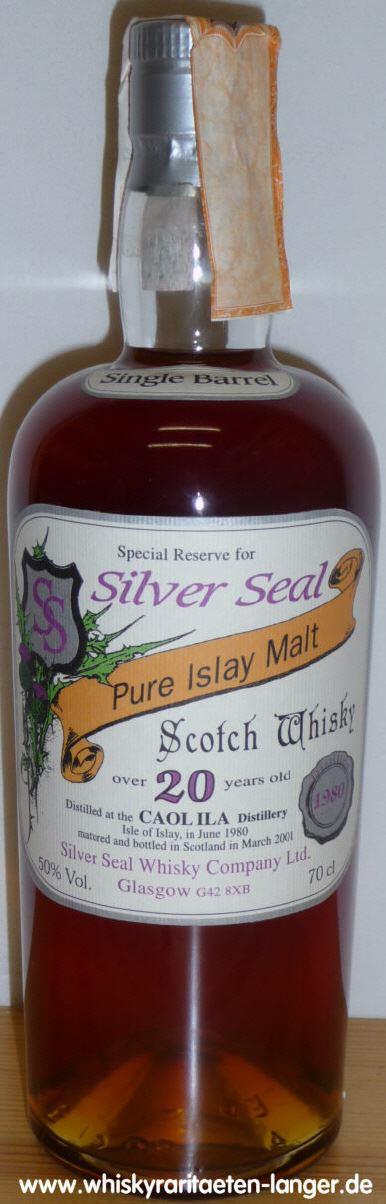 Single Barrel
Special Reserve for
SS
Silver Seal
Pure Islay Malt
Scotch Whisky
over 20 years old
1980
Distilled at the CAOL ILA Distillery
Isle of Islay, in June 1980
matured and bottled in Scotland in March 2001
Silver Seal Whisky Company Ltd.
50% Vol. Glasgow G42 8XB 70 cl
www.whiskyraritaeten-langer.de